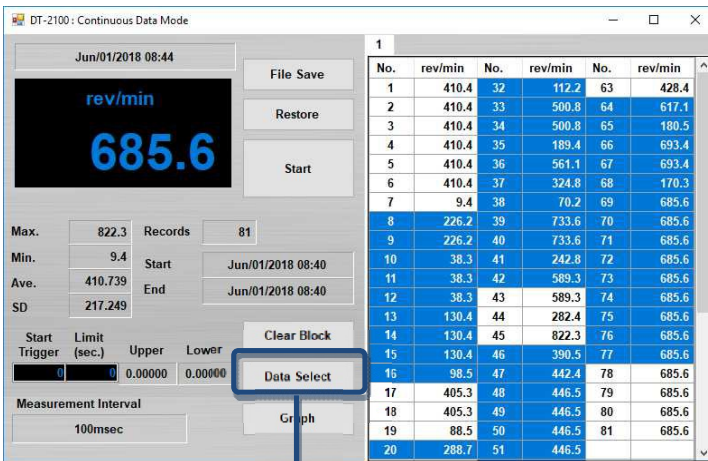 DT-2100 : Continuous Data Mode
Jun/01/2018 08:44
rev/min
685.6
File Save
Restore
Start
Max. 822.3 Records 81
Min. 9.4 Start Jun/01/2018 08:40
Ave. 410.739 End Jun/01/2018 08:40
SD 217.249
Start Trigger Limit (sec.) Upper Lower
0 0 0.00000 0.00000
Clear Block
Data Select
Graph
Measurement Interval
100msec
1
No. rev/min No. rev/min No. rev/min
1 410.4 32 112.2 63 428.4
2 410.4 33 500.8 64 617.1
3 410.4 34 500.8 65 180.5
4 410.4 35 189.4 66 693.4
5 410.4 36 561.1 67 693.4
6 410.4 37 324.8 68 170.3
7 9.4 38 70.2 69 685.6
8 226.2 39 733.6 70 685.6
9 226.2 40 733.6 71 685.6
10 38.3 41 242.8 72 685.6
11 38.3 42 589.3 73 685.6
12 38.3 43 589.3 74 685.6
13 130.4 44 282.4 75 685.6
14 130.4 45 822.3 76 685.6
15 130.4 46 390.5 77 685.6
16 98.5 47 442.4 78 685.6
17 405.3 48 446.5 79 685.6
18 405.3 49 446.5 80 685.6
19 88.5 50 446.5 81 685.6
20 288.7 51 446.5